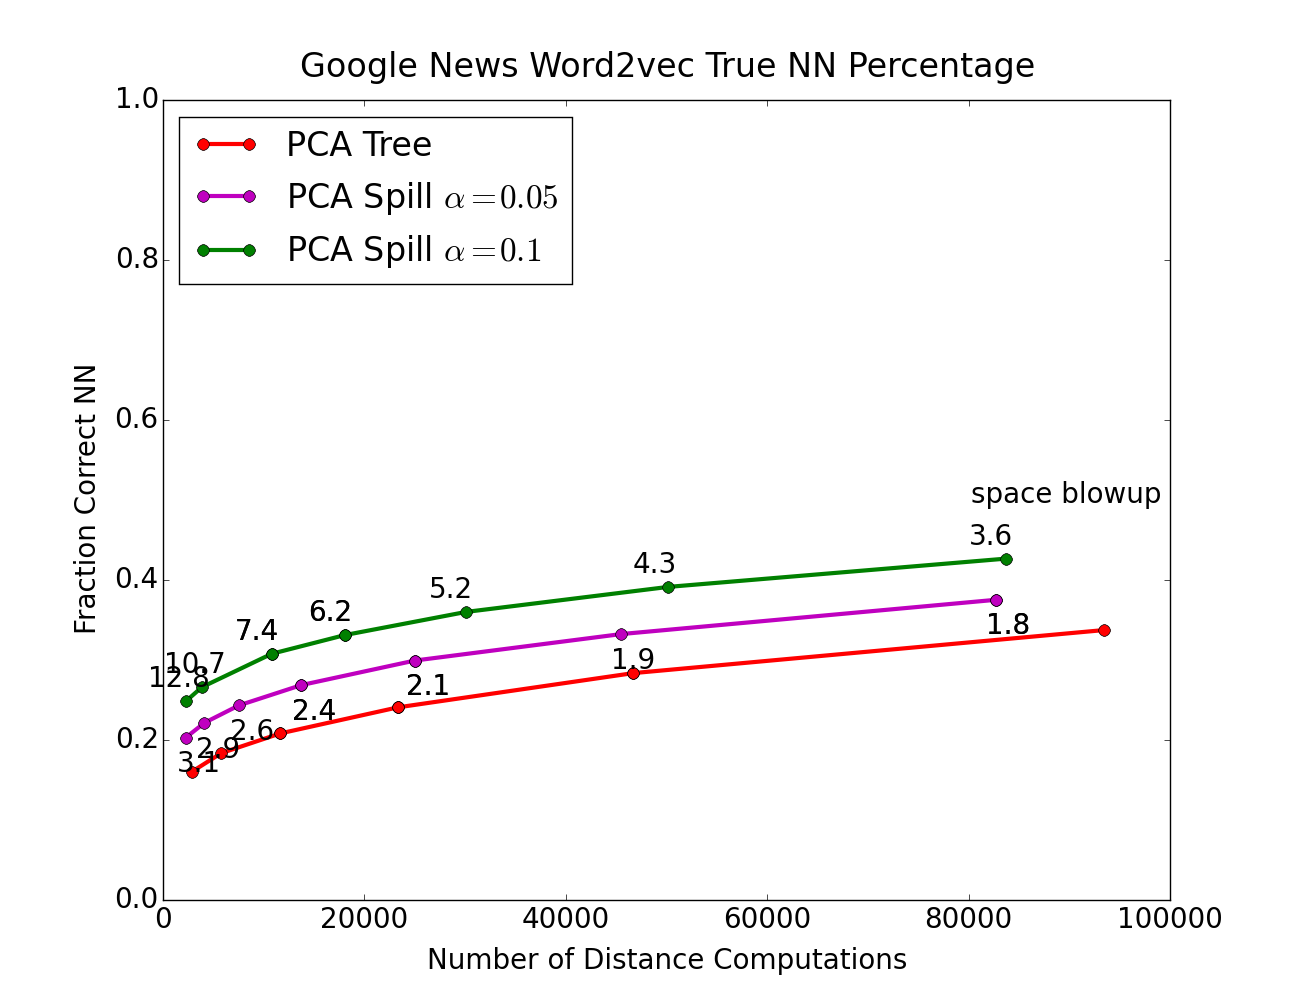 Google News Word2vec True NN Percentage
1.0
0.8
0.6
0.4
0.2
0.0
Fraction Correct NN
PCA Tree
PCA Spill α=0.05
PCA Spill α=0.1
space blowup
3.6
4.3
5.2
6.2
7.4
10.7
12.8
1.8
1.9
2.1
2.4
2.6
2.9
3.1
0 20000 40000 60000 80000 100000
Number of Distance Computations